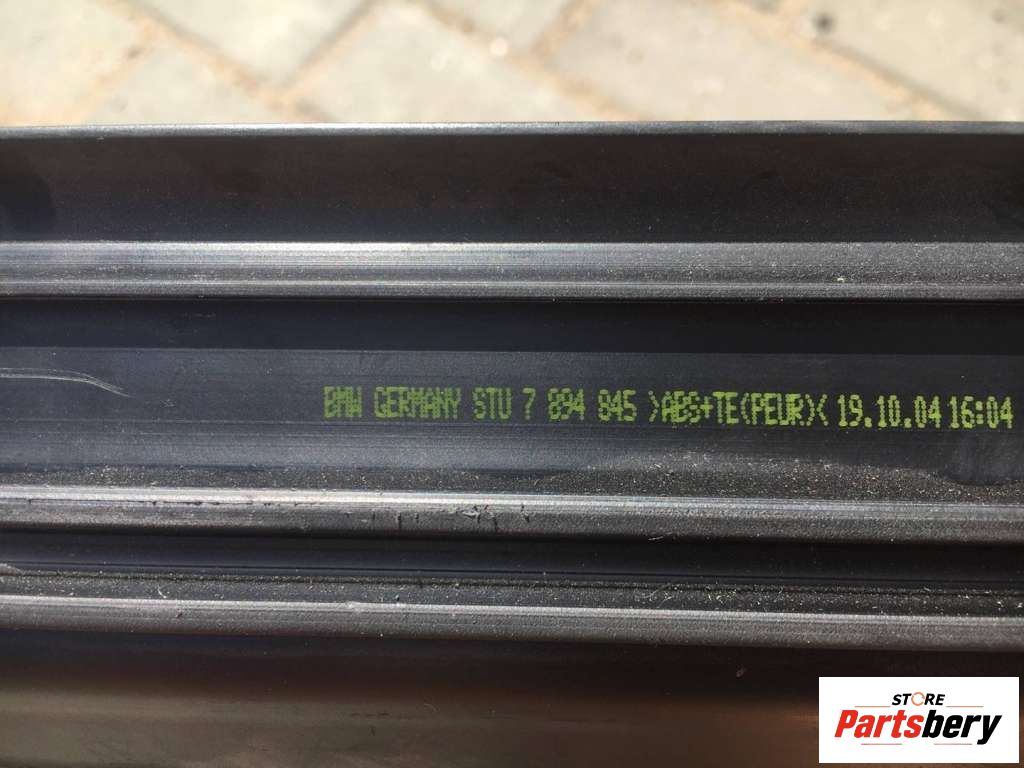 BMW GERMANY STU 7 894 845 >ABS+TE(PEUR)< 19.10.04 16:04
STORE
Partsbery